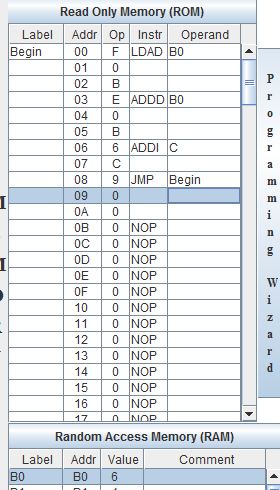 Read Only Memory (ROM)
Label Addr Op Instr Operand
Begin 00 F LDAD B0
01 0
02 B
03 E ADDD B0
04 0
05 B
06 6 ADDI C
07 C
08 9 JMP Begin
09 0
0A 0
0B 0 NOP
0C 0 NOP
0D 0 NOP
0E 0 NOP
0F 0 NOP
10 0 NOP
11 0 NOP
12 0 NOP
13 0 NOP
14 0 NOP
15 0 NOP
16 0 NOP
17 0 NOP
Programming Wizard
Random Access Memory (RAM)
Label Addr Value Comment
B0 B0 6